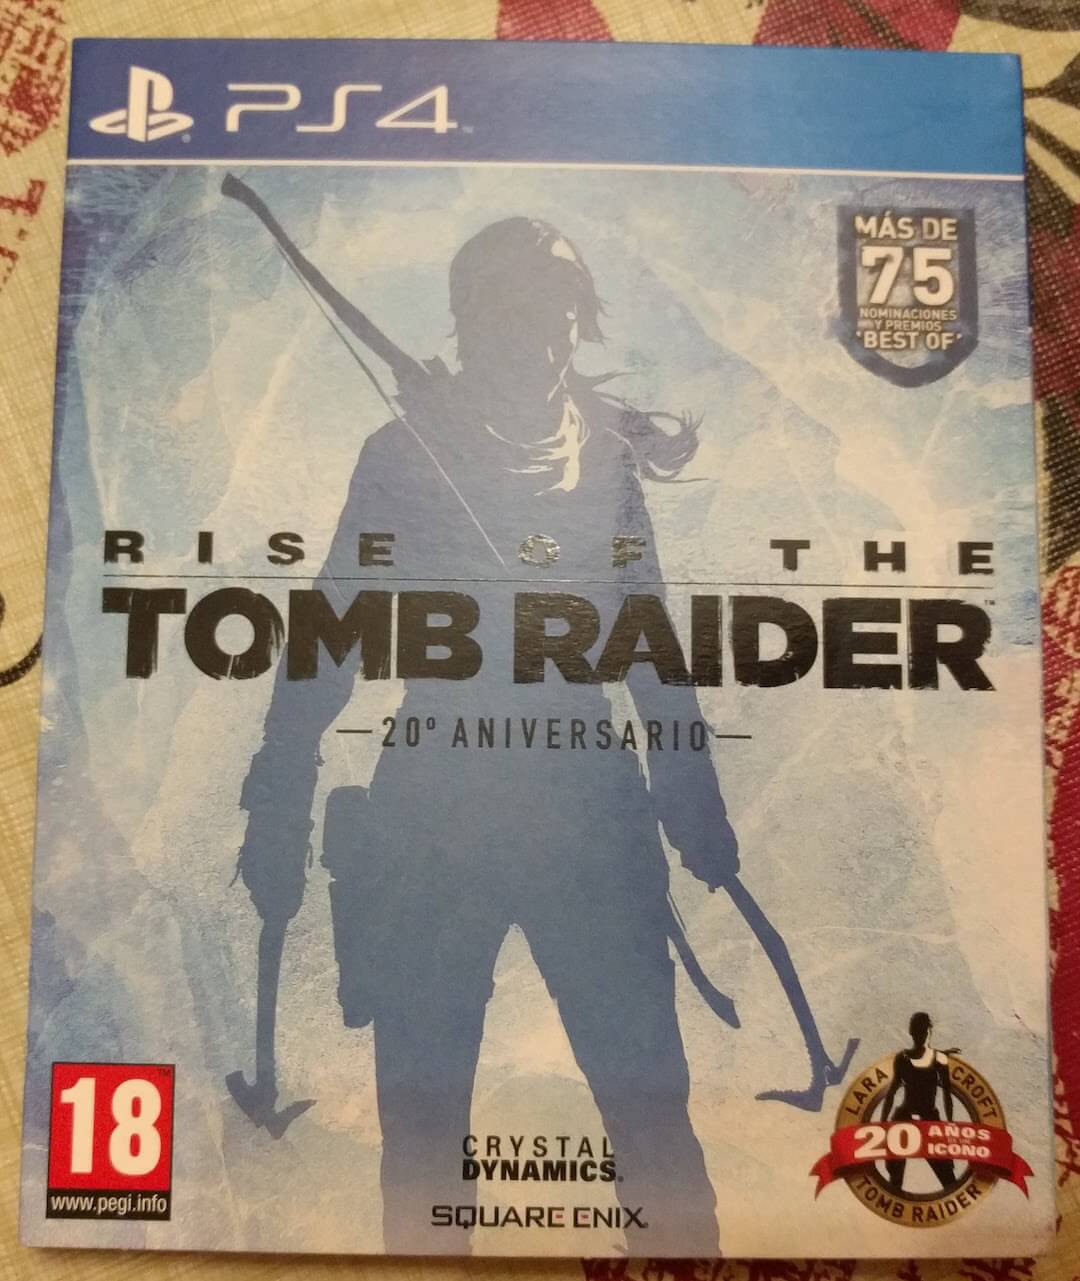 PS4
MÁS DE
75
NOMINACIONES
Y PREMIOS
"BEST OF"
RISE OF THE
TOMB RAIDER™
—20º ANIVERSARIO—
18
www.pegi.info
CRYSTAL
DYNAMICS.
SQUARE ENIX.
LARA CROFT
20 AÑOS
ICONO
TOMB RAIDER